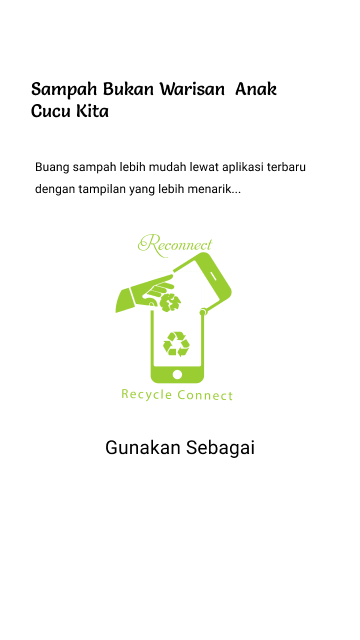 Sampah Bukan Warisan Anak
Cucu Kita
Buang sampah lebih mudah lewat aplikasi terbaru
dengan tampilan yang lebih menarik...
Reconnect
Recycle Connect
Gunakan Sebagai